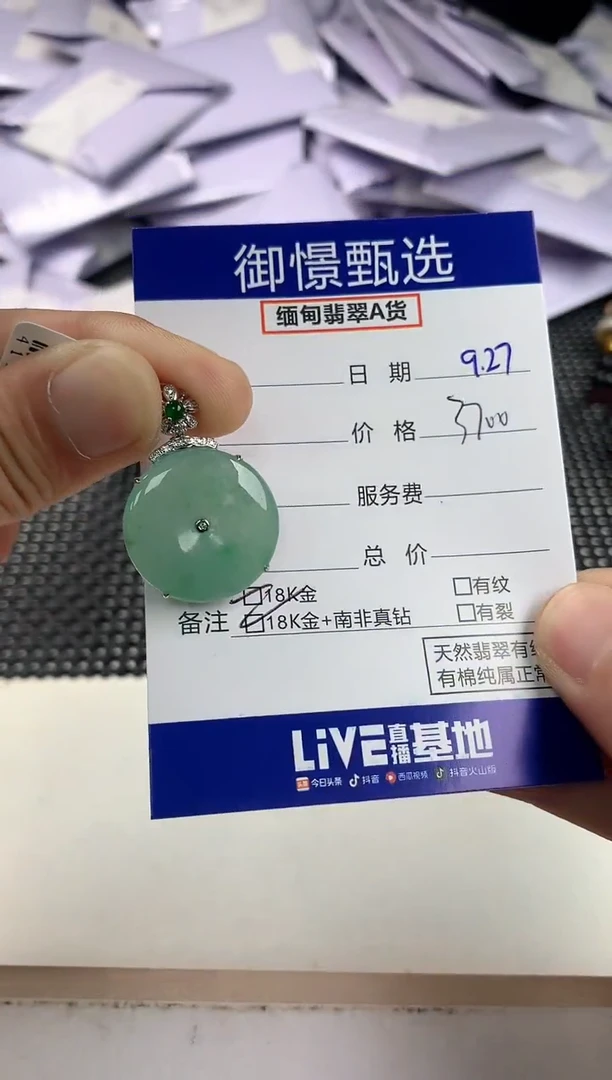 御憬甄选
缅甸翡翠A货
日 期 9.27
价 格 3700
服务费
总 价
备注
18K金
有纹
18K金+南非真钻
有裂
天然翡翠有
有棉纯属正常
LiVE直播基地
今日头条 抖音 西瓜视频 抖音火山版